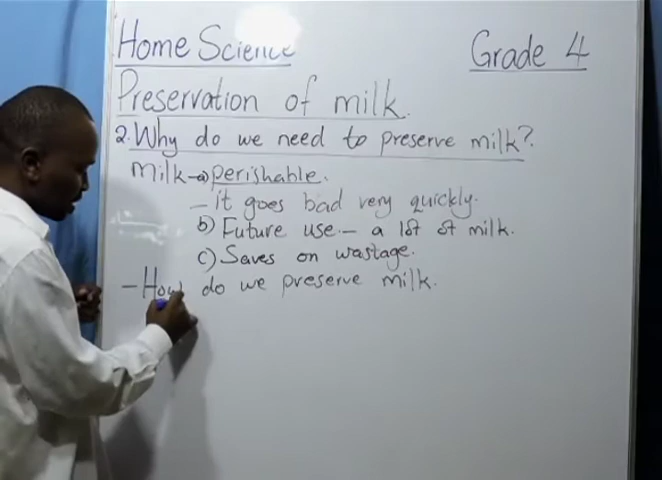 Home Science Grade 4
Preservation of milk.
2. Why do we need to preserve milk?
Milk - a) perishable.
- it goes bad very quickly.
b) Future use - a lot of milk.
c) Saves on wastage.
- How do we preserve milk.